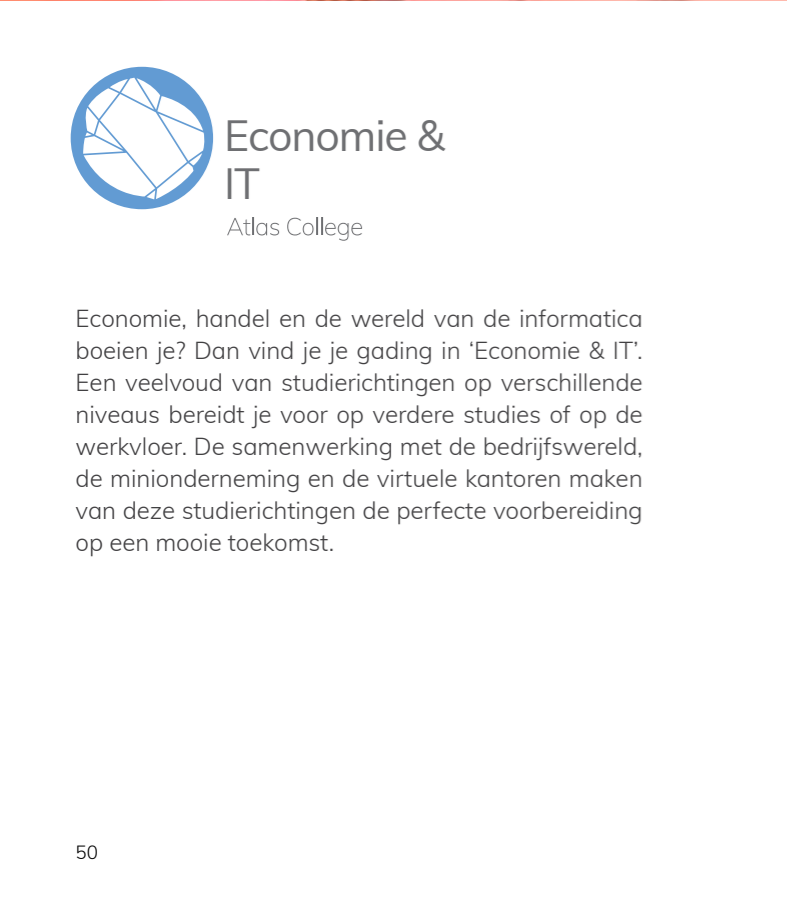 Economie &
IT
Atlas College
Economie, handel en de wereld van de informatica
boeien je? Dan vind je je gading in ‘Economie & IT’.
Een veelvoud van studierichtingen op verschillende
niveaus bereidt je voor op verdere studies of op de
werkvloer. De samenwerking met de bedrijfswereld,
de minionderneming en de virtuele kantoren maken
van deze studierichtingen de perfecte voorbereiding
op een mooie toekomst.
50